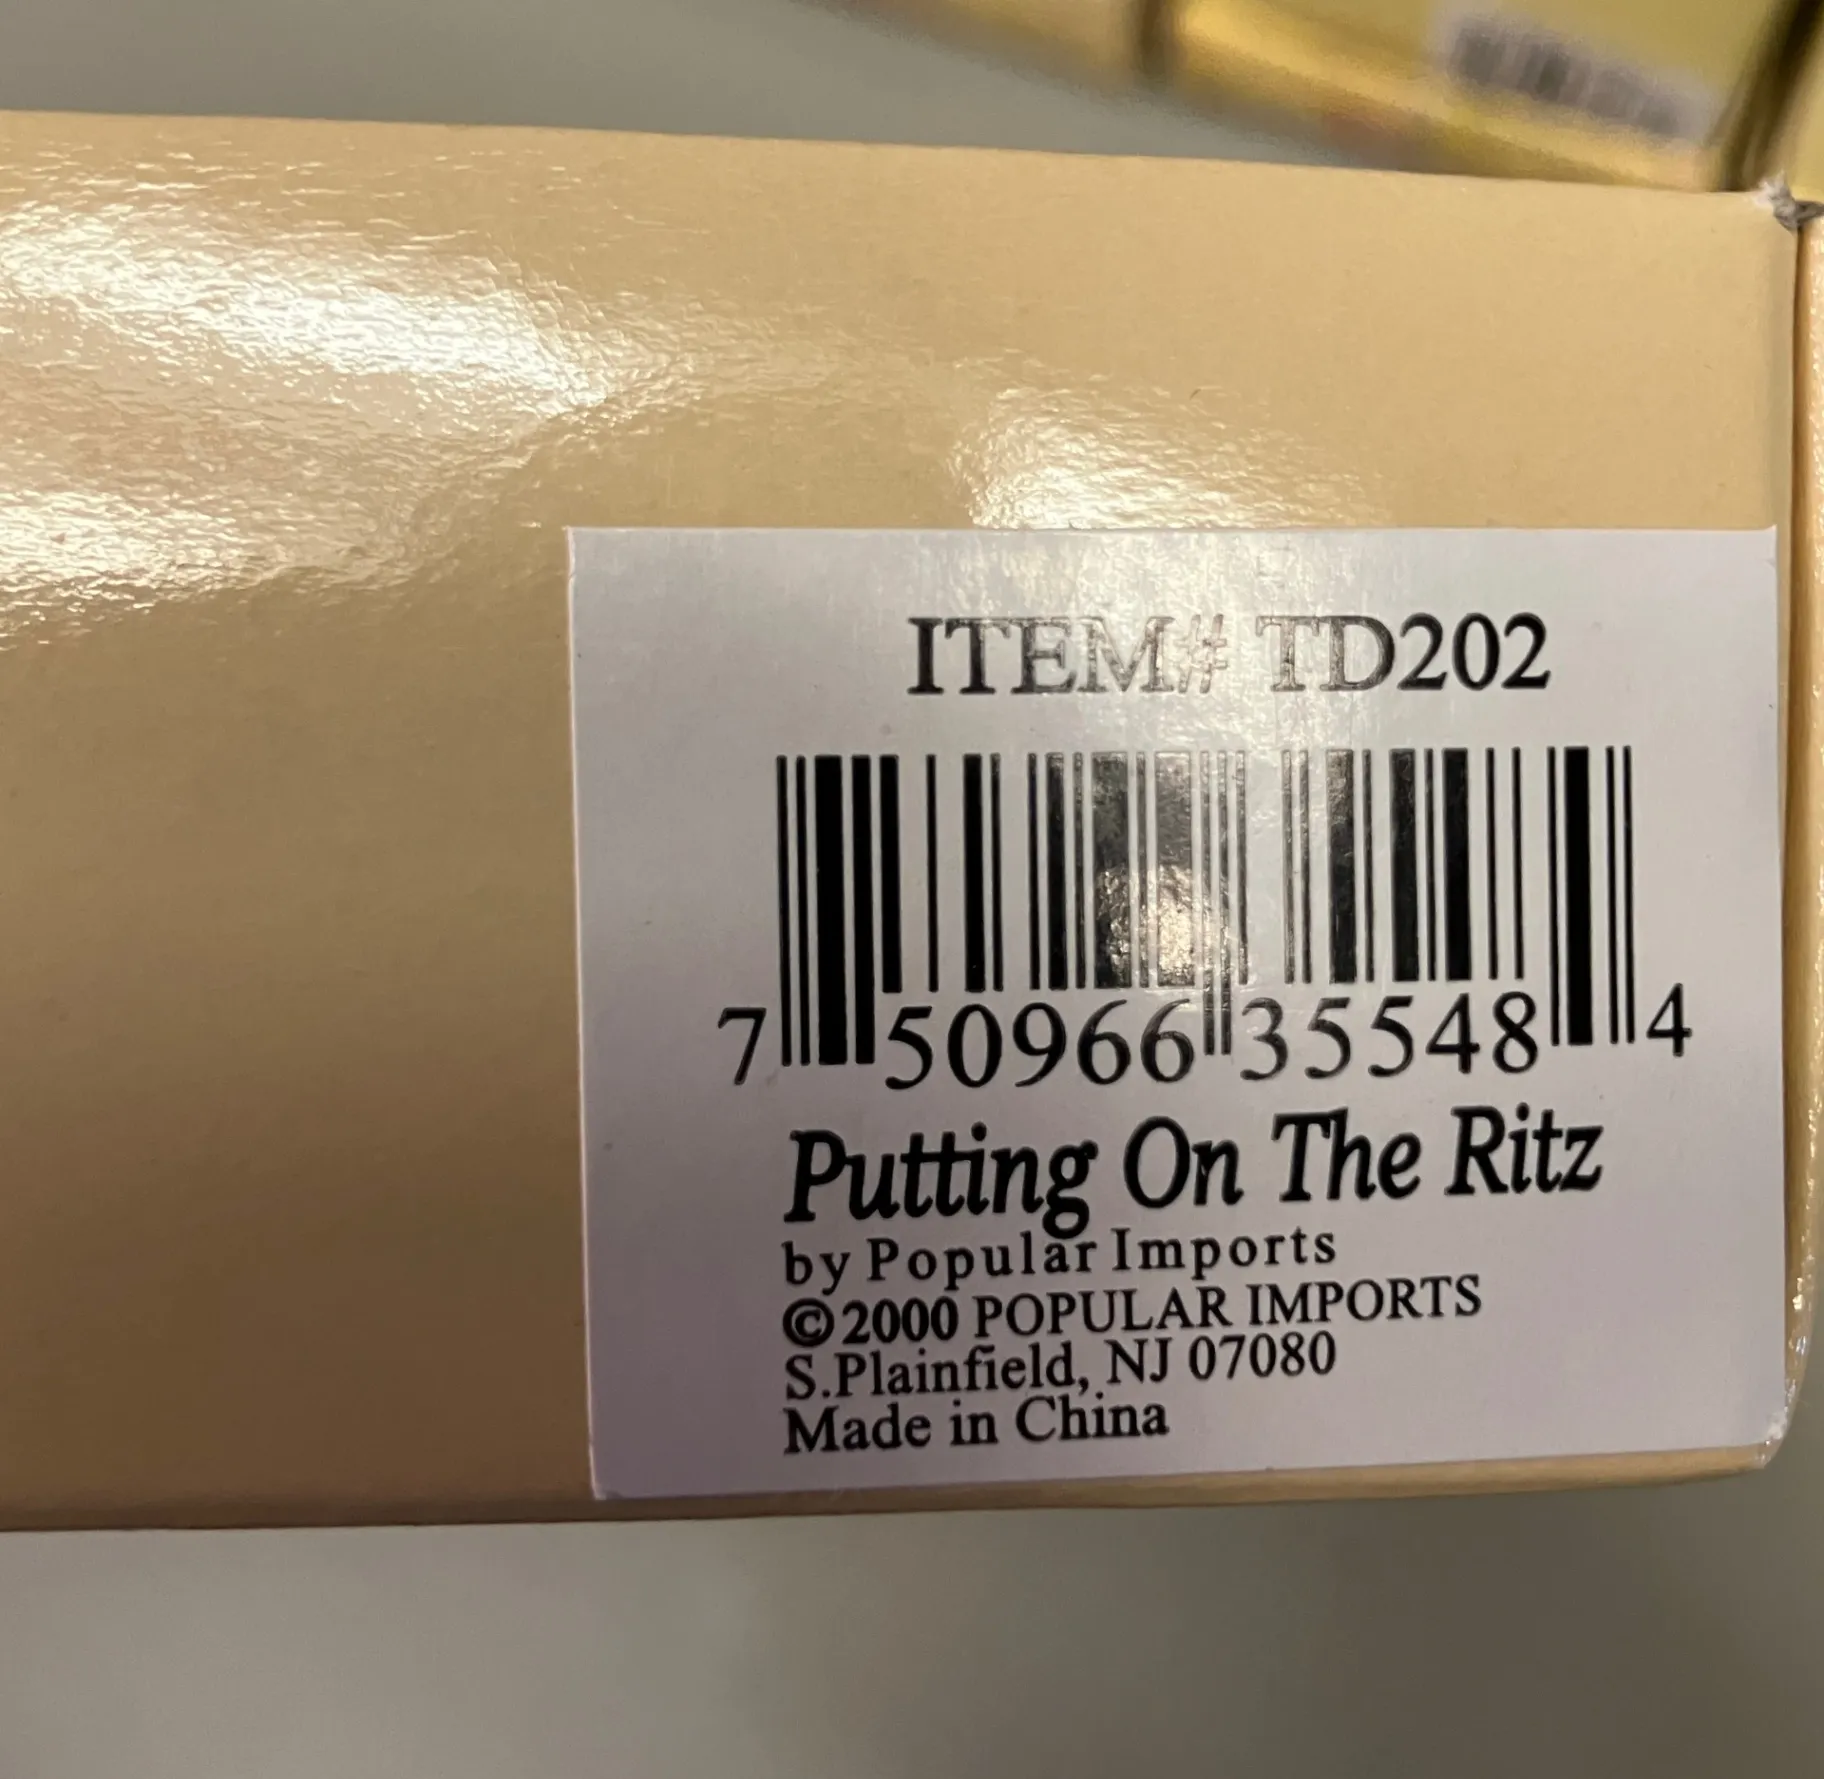 ITEM# TD202
7 50966 35548 4
Putting On The Ritz
by Popular Imports
©2000 POPULAR IMPORTS
S.Plainfield, NJ 07080
Made in China